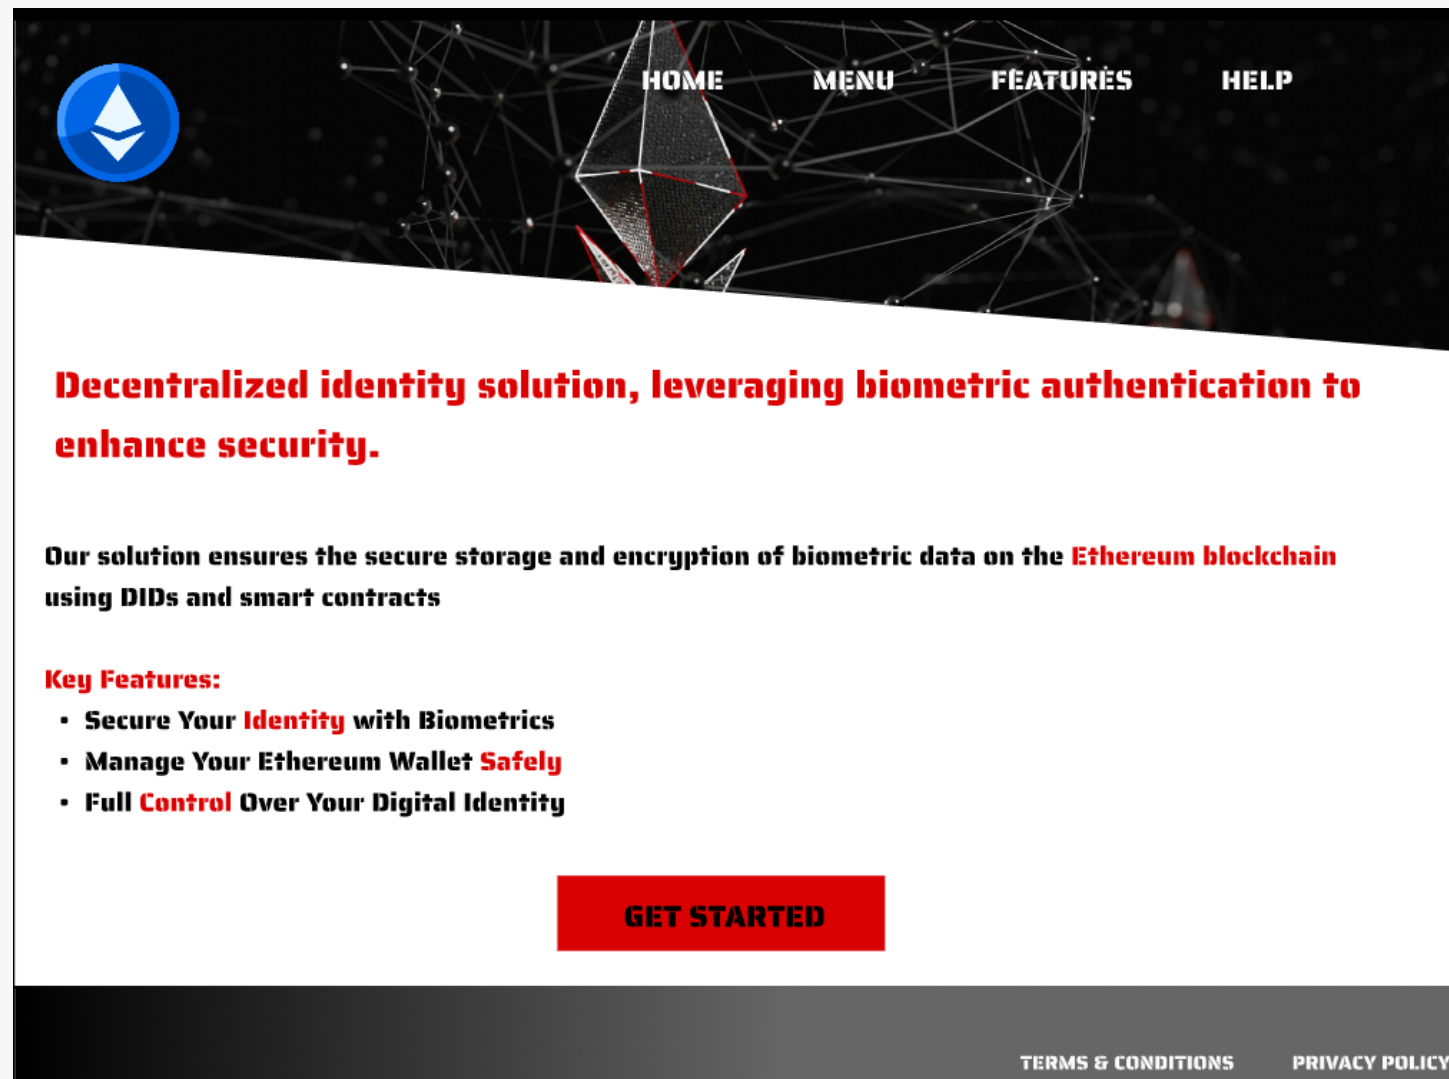 HOME MENU FEATURES HELP
Decentralized identity solution, leveraging biometric authentication to
enhance security.
Our solution ensures the secure storage and encryption of biometric data on the Ethereum blockchain
using DIDs and smart contracts
Key Features:
• Secure Your Identity with Biometrics
• Manage Your Ethereum Wallet Safely
• Full Control Over Your Digital Identity
GET STARTED
TERMS & CONDITIONS PRIVACY POLICY